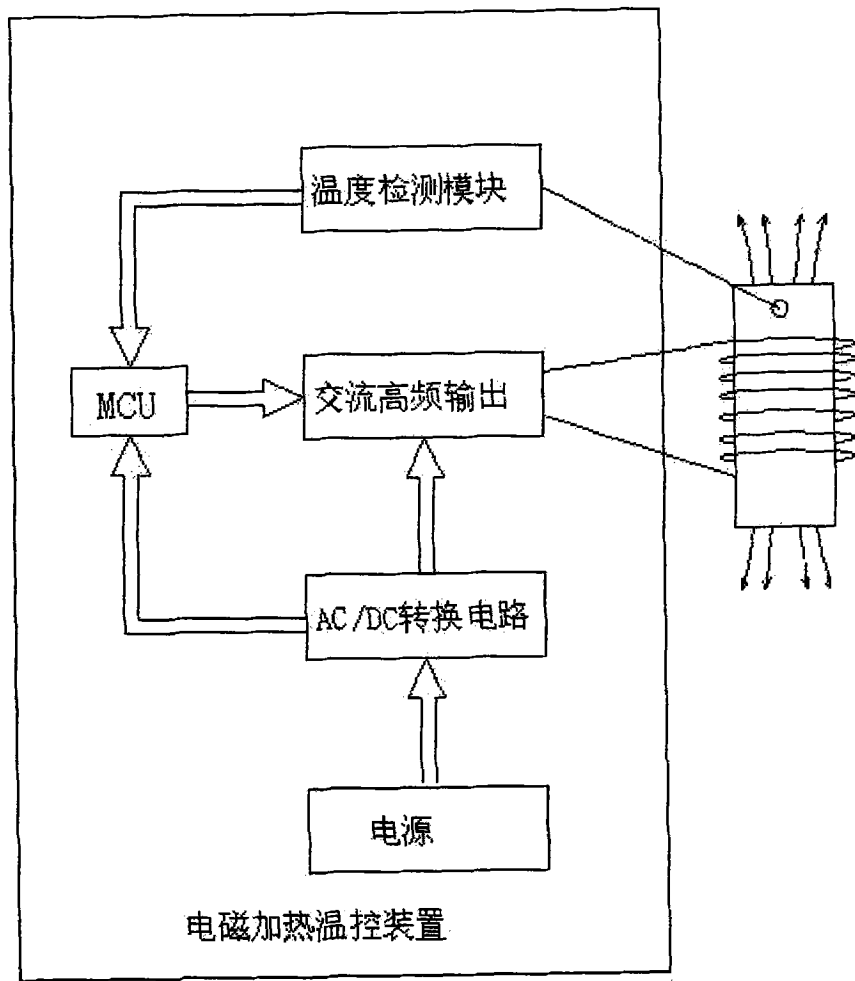 温度检测模块
MCU
交流高频输出
AC/DC转换电路
电源
电磁加热温控装置